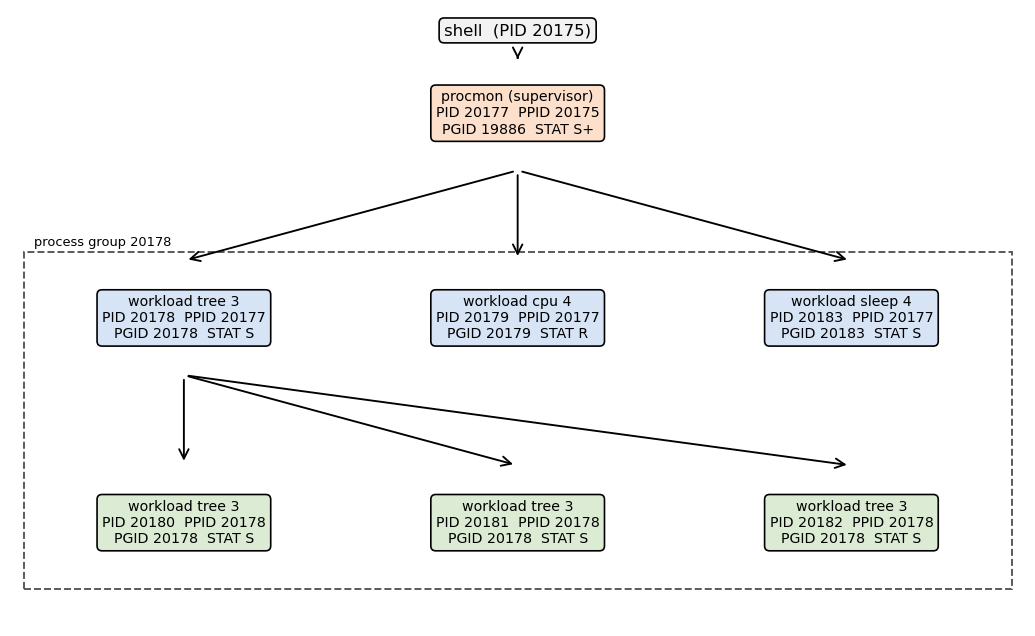 shell  (PID 20175)
procmon (supervisor)
PID 20177  PPID 20175
PGID 19886  STAT S+
process group 20178
workload tree 3
PID 20178  PPID 20177
PGID 20178  STAT S
workload cpu 4
PID 20179  PPID 20177
PGID 20179  STAT R
workload sleep 4
PID 20183  PPID 20177
PGID 20183  STAT S
workload tree 3
PID 20180  PPID 20178
PGID 20178  STAT S
workload tree 3
PID 20181  PPID 20178
PGID 20178  STAT S
workload tree 3
PID 20182  PPID 20178
PGID 20178  STAT S